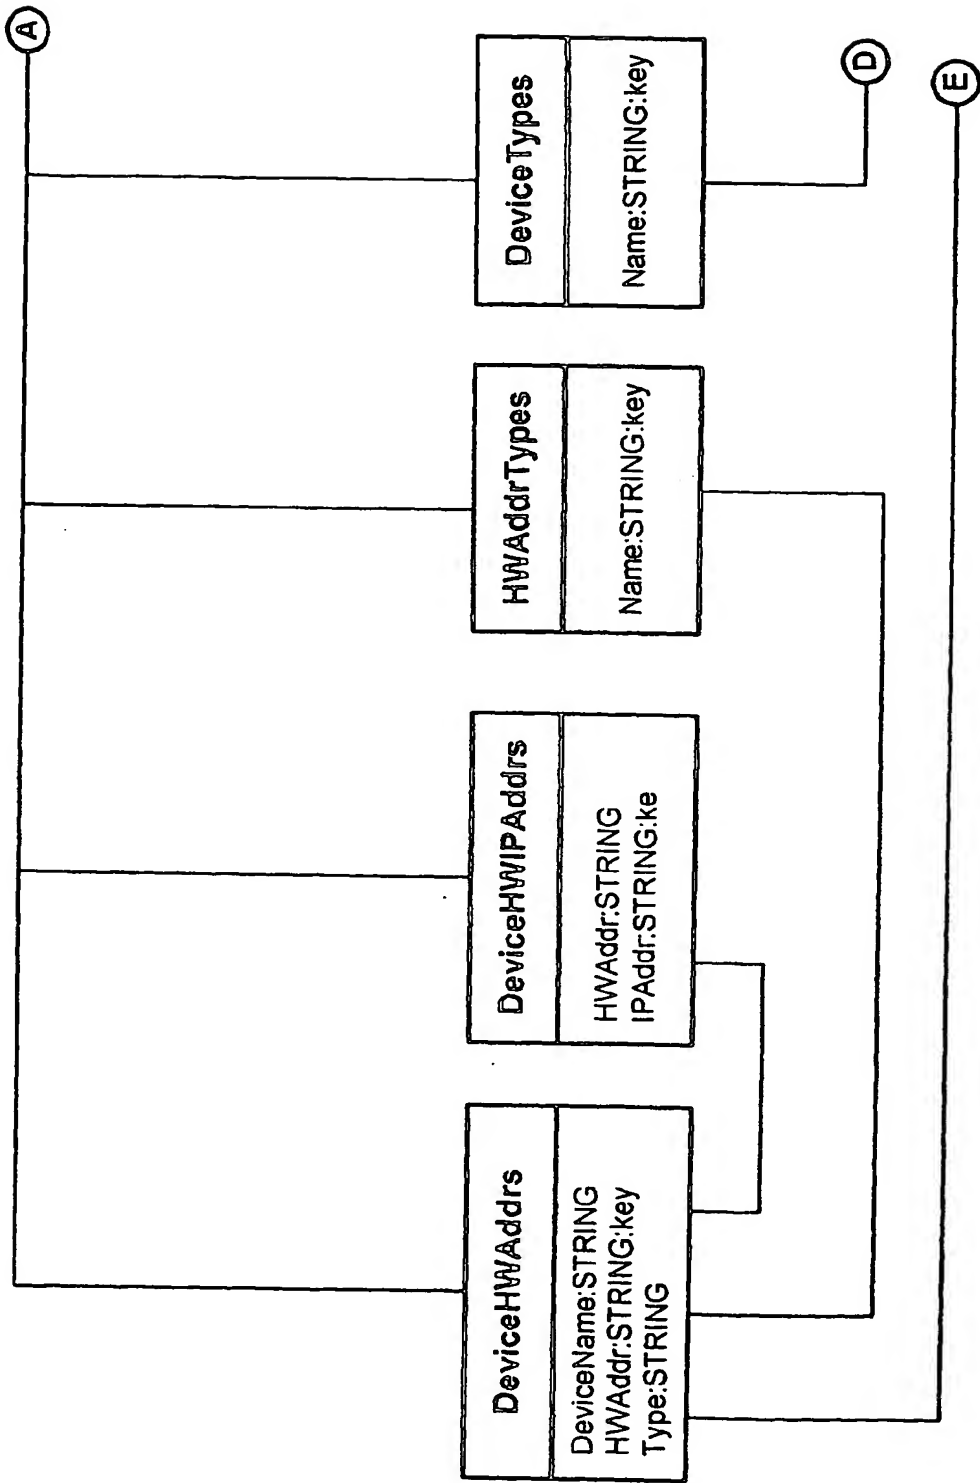 A
DeviceHWAddrs
DeviceName:STRING
HWAddr:STRING:key
Type:STRING
DeviceHWIPAddrs
HWAddr:STRING
IPAddr:STRING:ke
HWAddrTypes
Name:STRING:key
DeviceTypes
Name:STRING:key
D
E